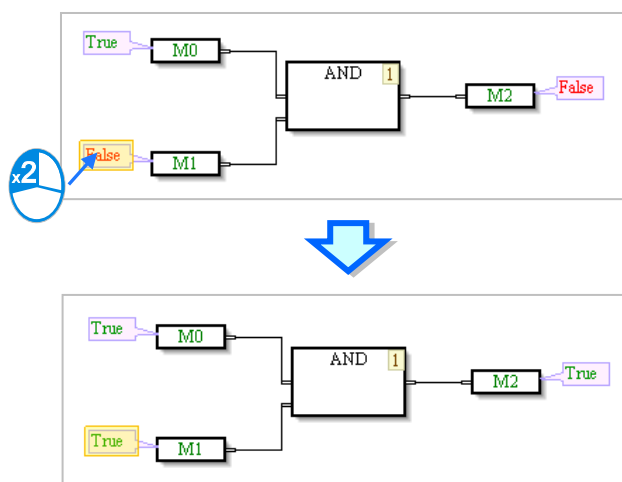 True
M0
AND
1
M2
False
False
M1
x2
True
M0
AND
1
M2
True
True
M1